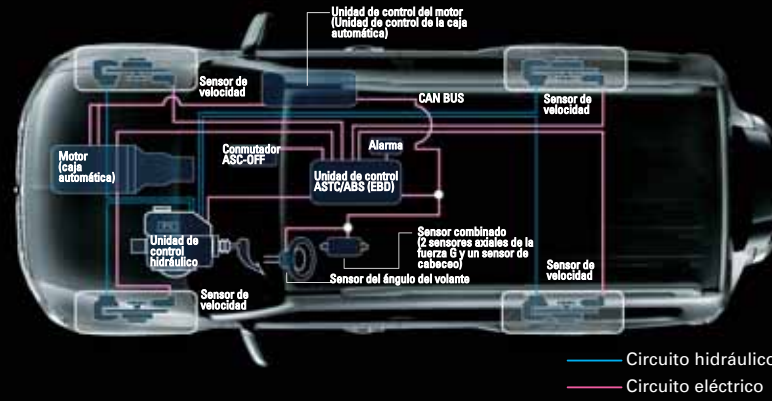 Unidad de control del motor
(Unidad de control de la caja
automática)
Sensor de
velocidad
CAN BUS
Sensor de
velocidad
Motor
(caja
automática)
Conmutador
ASC-OFF
Alarma
Unidad de control
ASTC/ABS (EBD)
Unidad de
control
hidráulico
Sensor combinado
(2 sensores axiales de la
fuerza G y un sensor de
cabeceo)
Sensor del ángulo del volante
Sensor de
velocidad
Sensor de
velocidad
Circuito hidráulico
Circuito eléctrico